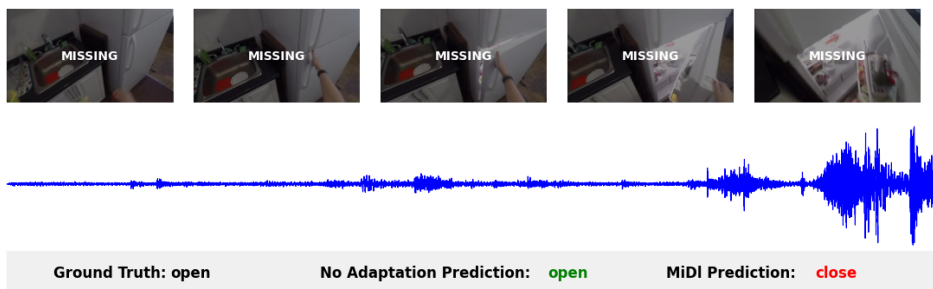 MISSING MISSING MISSING MISSING MISSING
Ground Truth: open No Adaptation Prediction: open MiDl Prediction: close